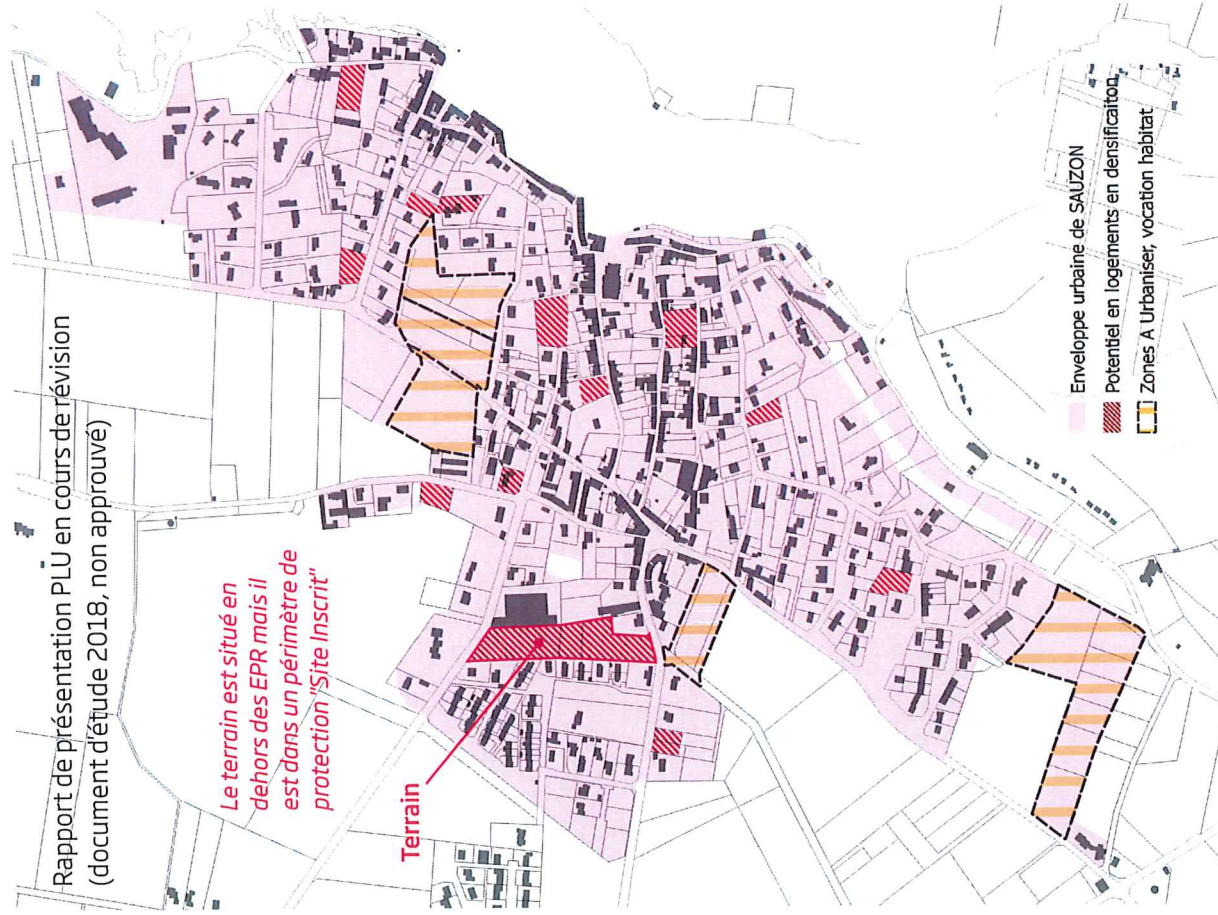 Rapport de présentation PLU en cours de révision
(document d'étude 2018, non approuvé)
Le terrain est situé en
dehors des EPR mais il
est dans un périmètre de
protection "Site Inscrit"
Terrain
Enveloppe urbaine de SAUZON
Potentiel en logements en densificaiton
Zones A Urbaniser, vocation habitat